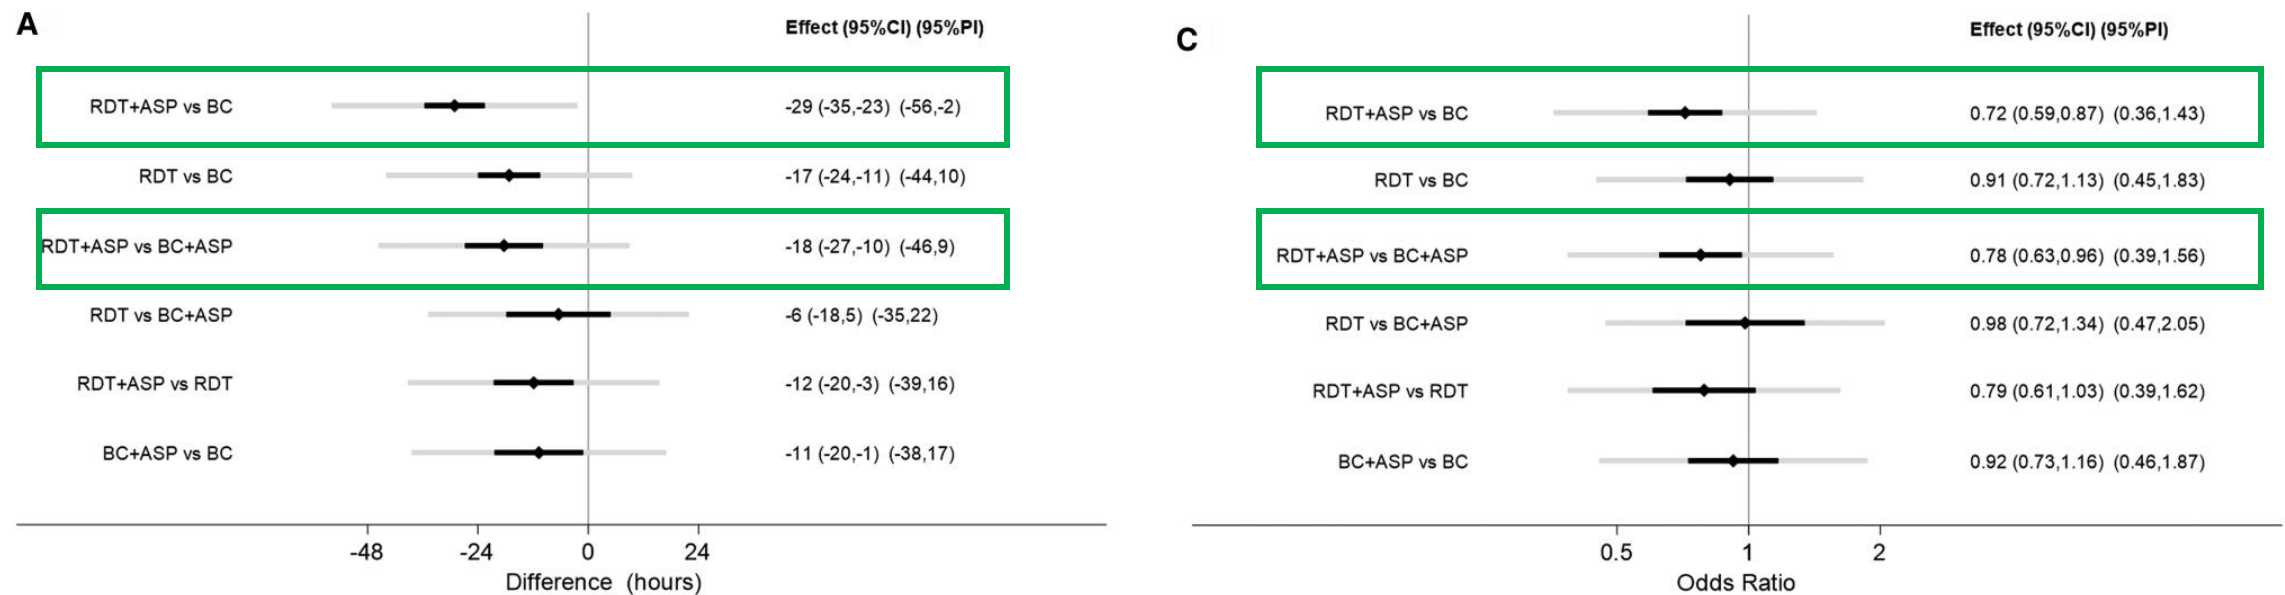 A
Effect (95%CI) (95%PI)
RDT+ASP vs BC -29 (-35,-23) (-56,-2)
RDT vs BC -17 (-24,-11) (-44,10)
RDT+ASP vs BC+ASP -18 (-27,-10) (-46,9)
RDT vs BC+ASP -6 (-18,5) (-35,22)
RDT+ASP vs RDT -12 (-20,-3) (-39,16)
BC+ASP vs BC -11 (-20,-1) (-38,17)
-48 -24 0 24
Difference (hours)
C
Effect (95%CI) (95%PI)
RDT+ASP vs BC 0.72 (0.59,0.87) (0.36,1.43)
RDT vs BC 0.91 (0.72,1.13) (0.45,1.83)
RDT+ASP vs BC+ASP 0.78 (0.63,0.96) (0.39,1.56)
RDT vs BC+ASP 0.98 (0.72,1.34) (0.47,2.05)
RDT+ASP vs RDT 0.79 (0.61,1.03) (0.39,1.62)
BC+ASP vs BC 0.92 (0.73,1.16) (0.46,1.87)
0.5 1 2
Odds Ratio